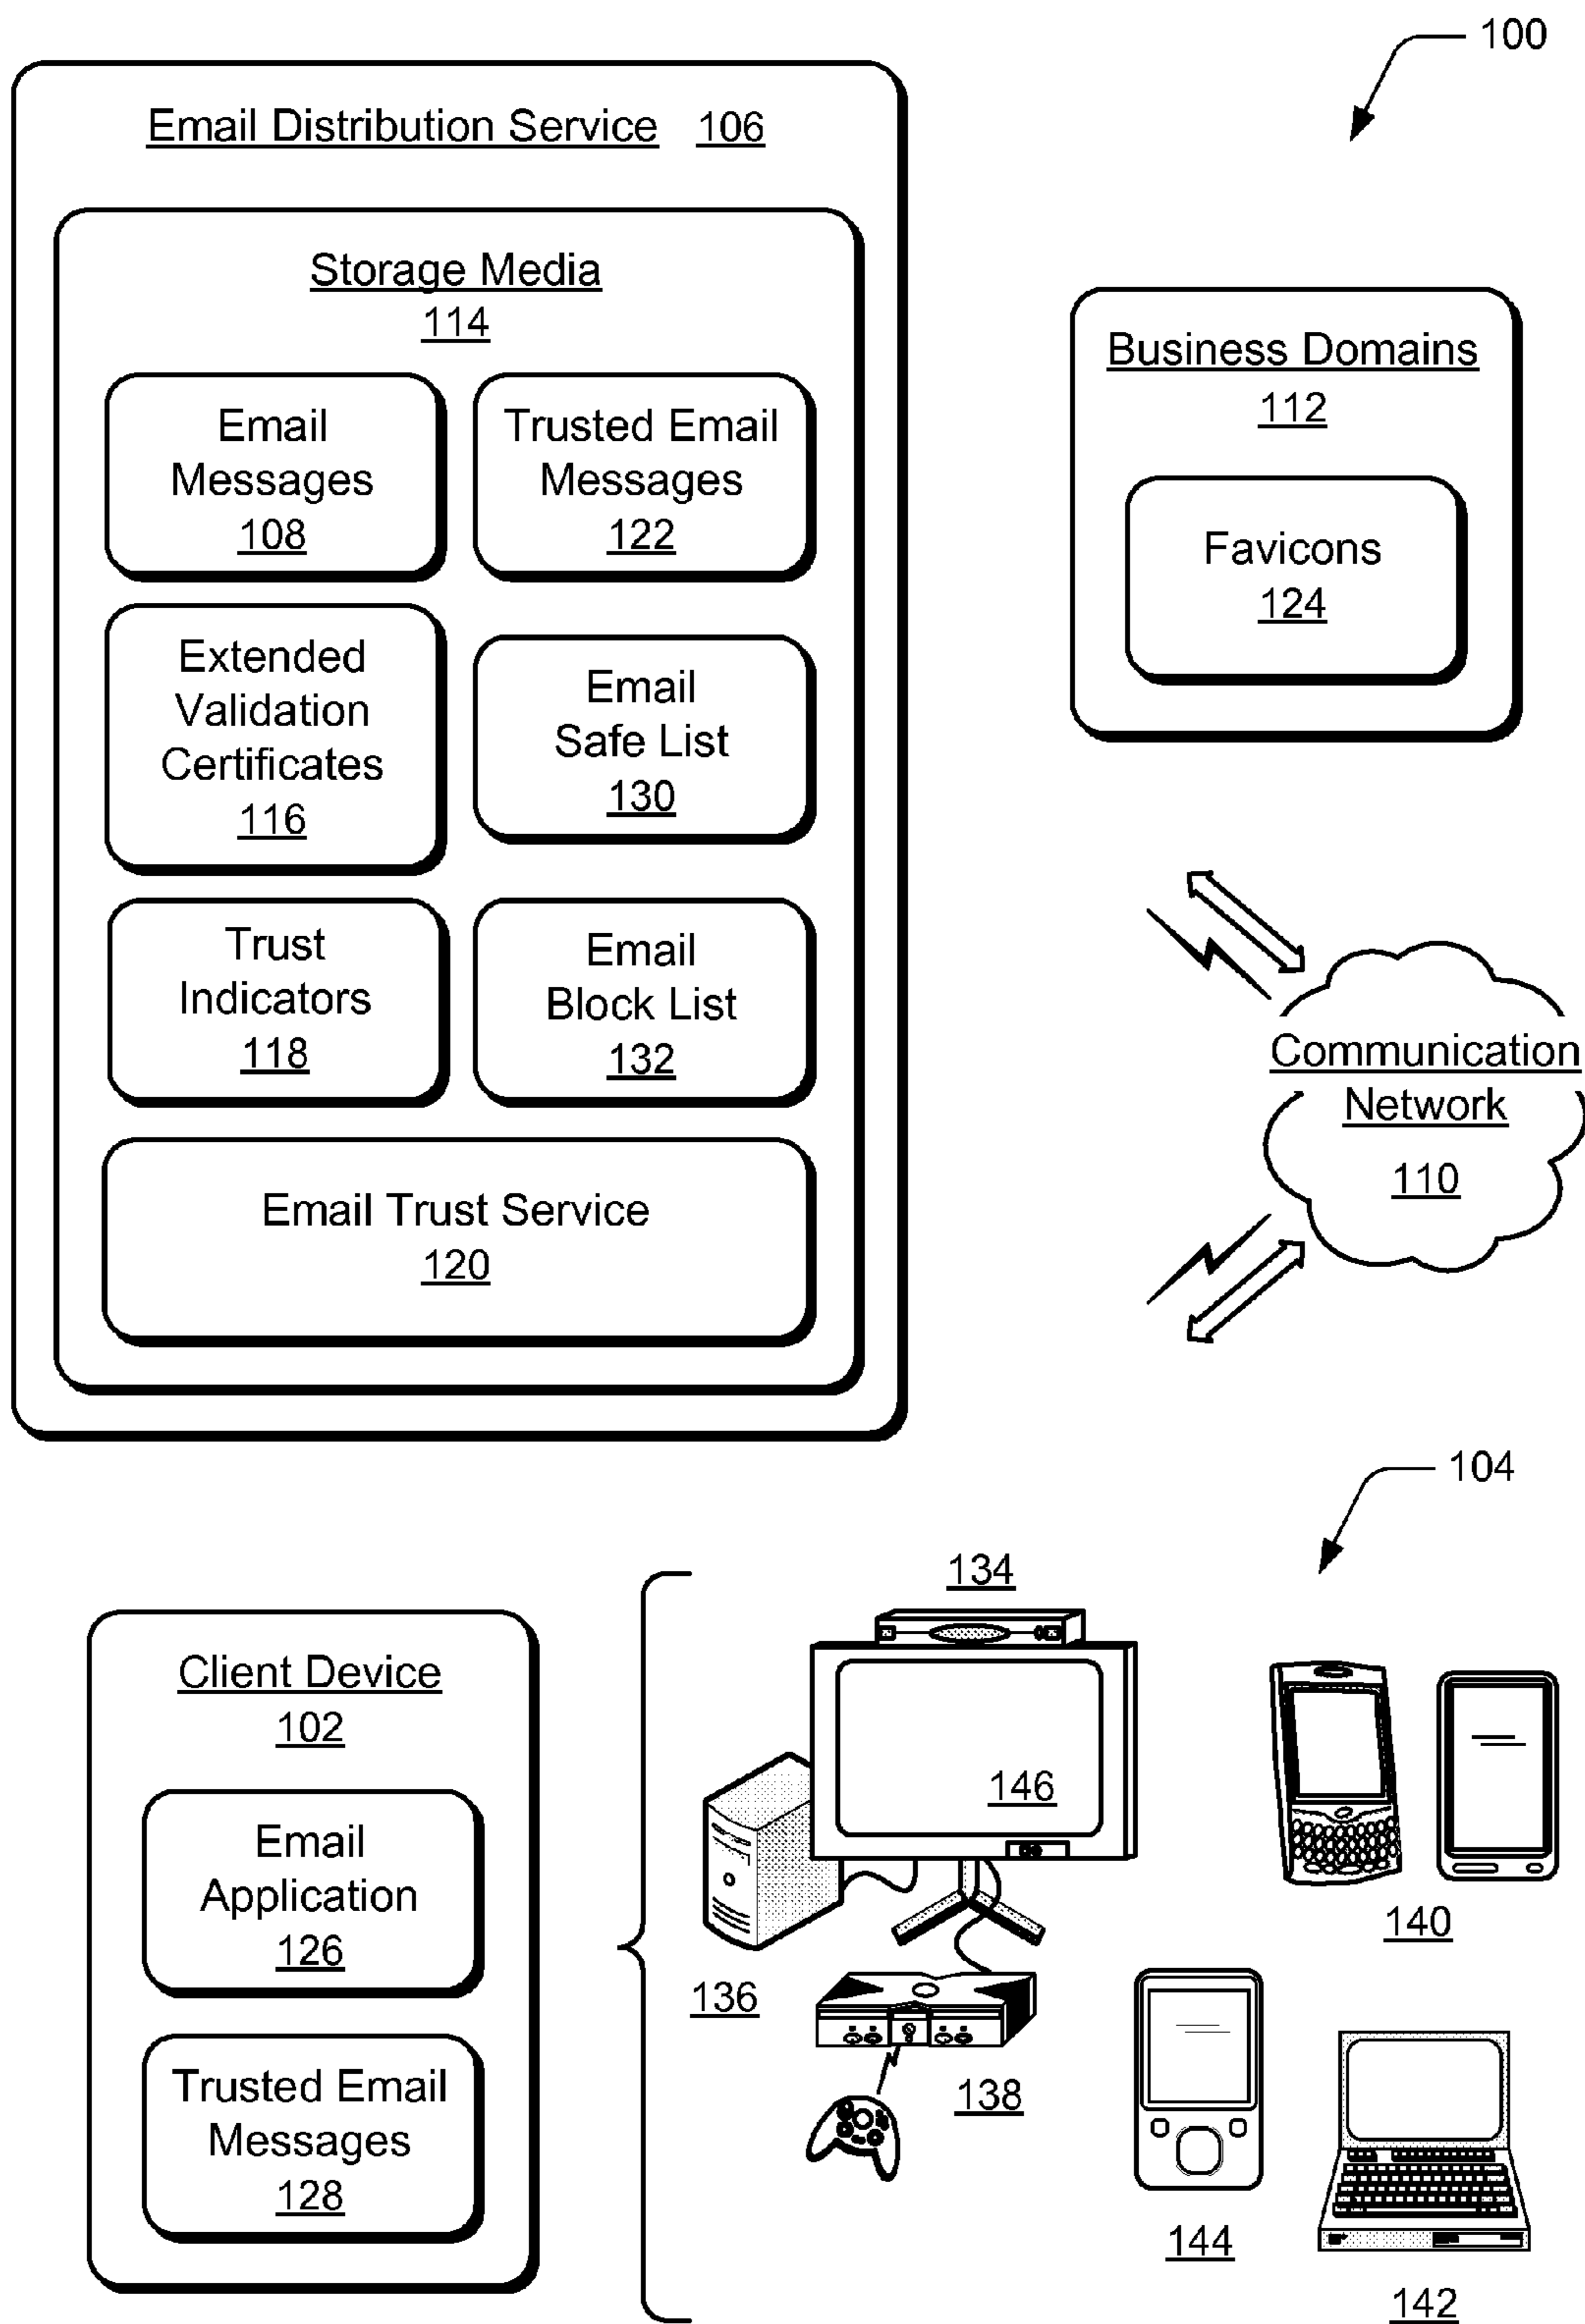 100
Email Distribution Service 106
Storage Media
114
Email
Messages
108
Trusted Email
Messages
122
Extended
Validation
Certificates
116
Email
Safe List
130
Trust
Indicators
118
Email
Block List
132
Email Trust Service
120
Business Domains
112
Favicons
124
Communication
Network
110
104
Client Device
102
Email
Application
126
Trusted Email
Messages
128
134
146
136
138
140
144
142